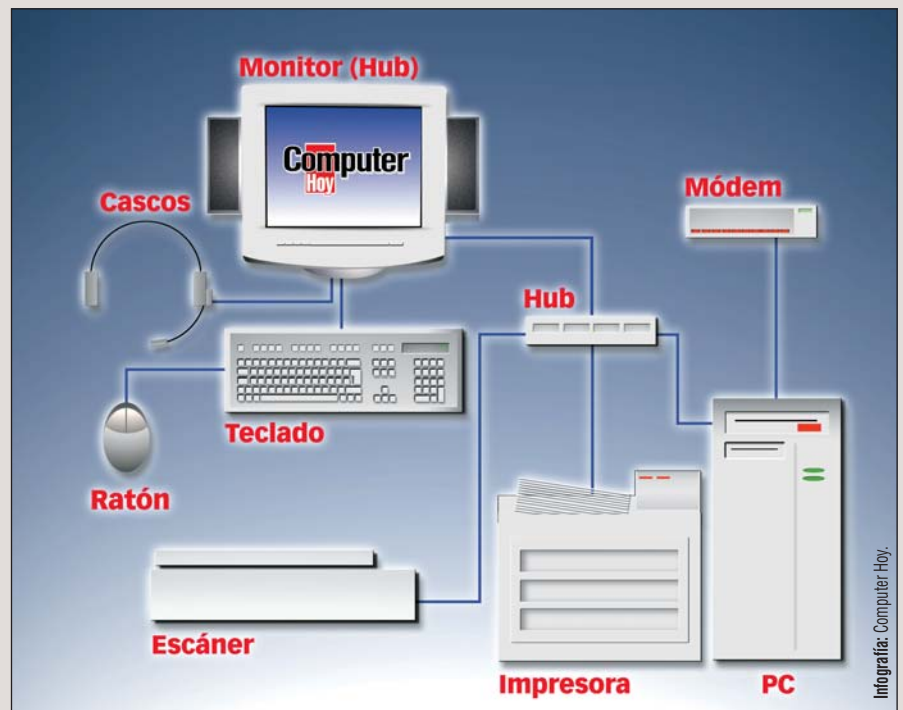 Monitor (Hub)
Computer
Hoy
Cascos
Módem
Hub
Teclado
Ratón
Escáner
Impresora
PC
Infografía: Computer Hoy.